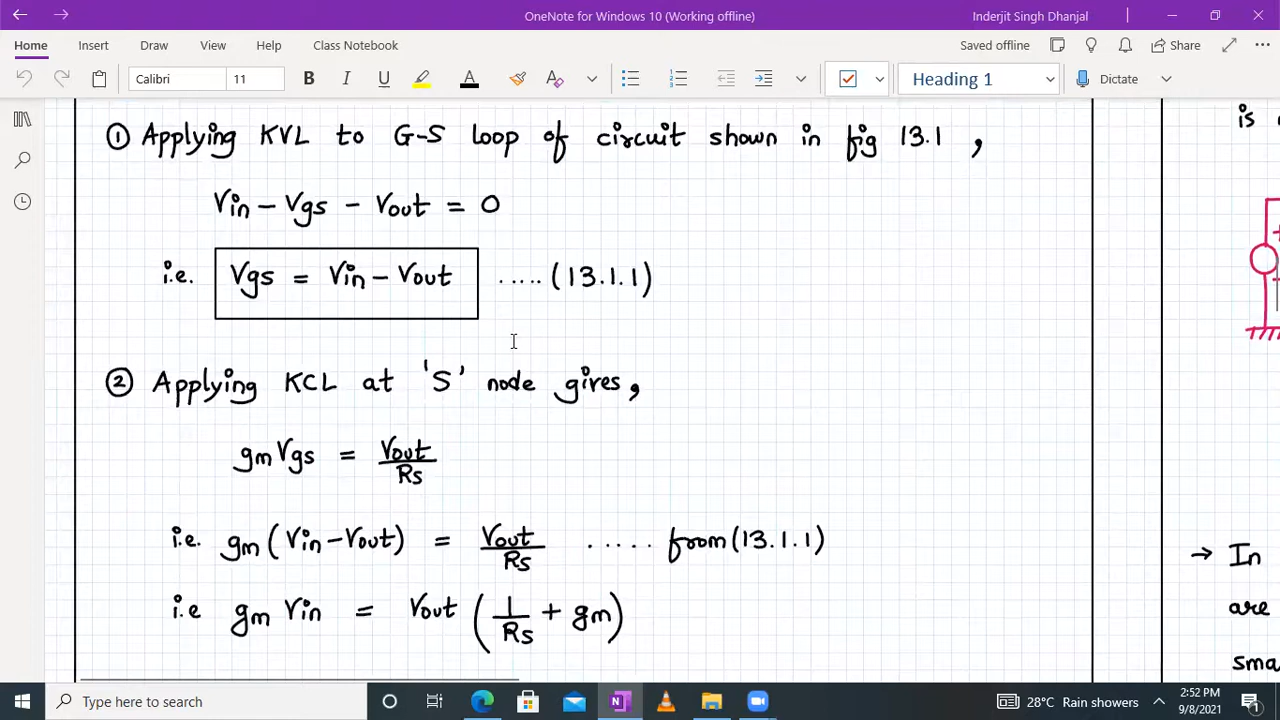 OneNote for Windows 10 (Working offline)
Inderjit Singh Dhanjal
Home Insert Draw View Help Class Notebook
Saved offline
Share
Calibri 11 B I U A A Heading 1 Dictate
① Applying KVL to G-S loop of circuit shown in fig 13.1 ,
Vin - Vgs - Vout = 0
i.e. Vgs = Vin - Vout ..... (13.1.1)
② Applying KCL at 'S' node gives,
gmVgs = Vout/Rs
i.e. gm(Vin - Vout) = Vout/Rs ..... from (13.1.1)
i.e gm Vin = Vout (1/Rs + gm)
is
→ In
are
sma
Type here to search
28°C Rain showers
2:52 PM
9/8/2021
1